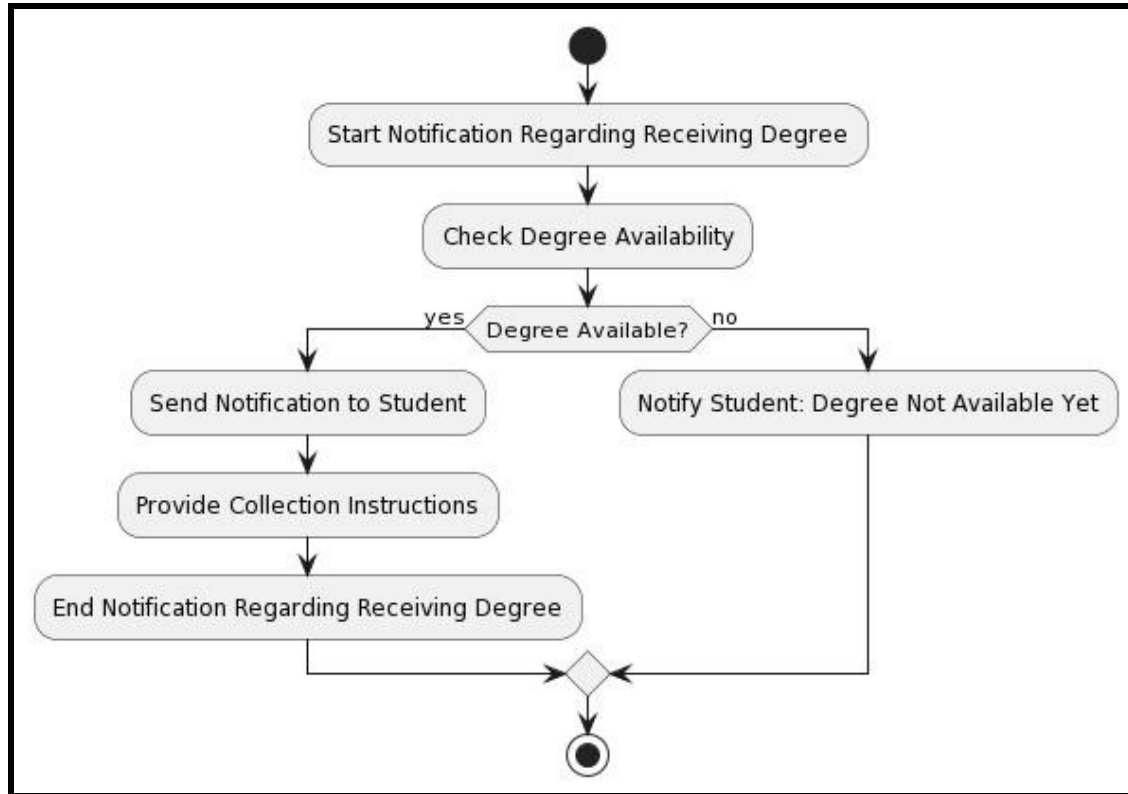 Start Notification Regarding Receiving Degree
Check Degree Availability
yes
Degree Available?
no
Send Notification to Student
Notify Student: Degree Not Available Yet
Provide Collection Instructions
End Notification Regarding Receiving Degree